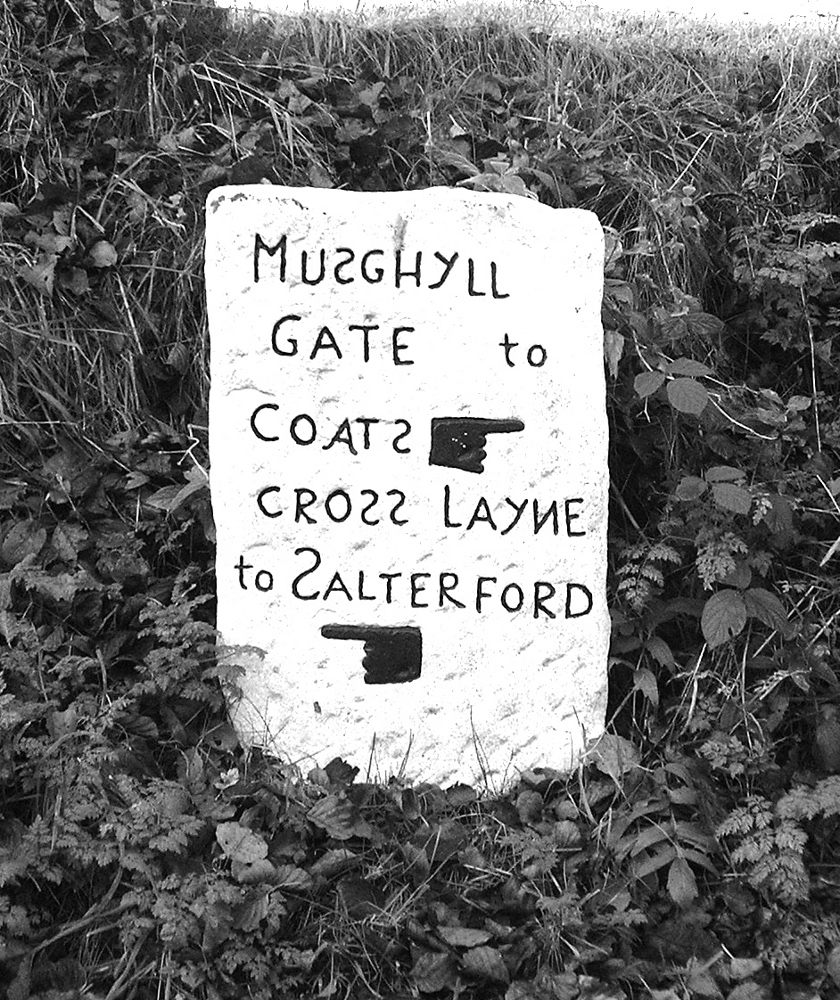 MUSGHYLL
GATE to
COATS ☞
CROSS LAYNE
to SALTERFORD
☜